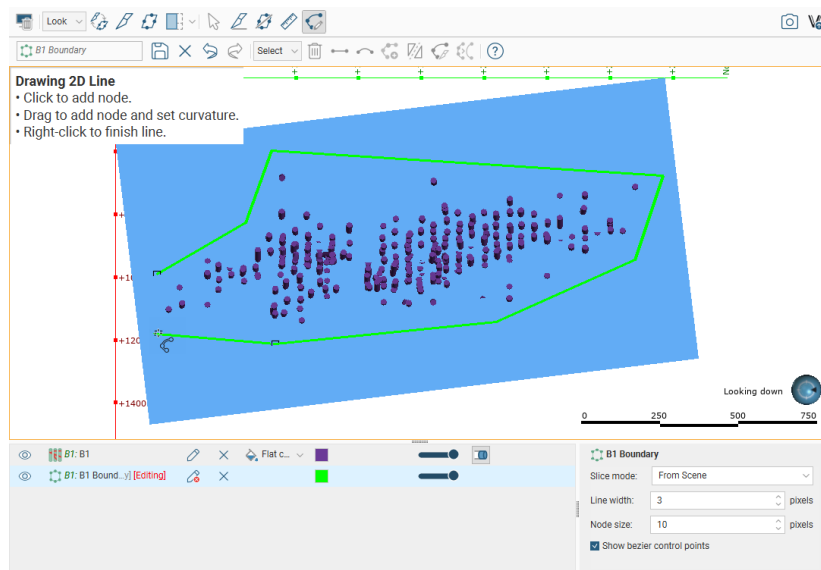 Look
B1 Boundary
Select
?
Drawing 2D Line
• Click to add node.
• Drag to add node and set curvature.
• Right-click to finish line.
+1400
Looking down
0 250 500 750
B1: B1
Flat c...
B1: B1 Bound...y] [Editing]
B1 Boundary
Slice mode: From Scene
Line width: 3 pixels
Node size: 10 pixels
Show bezier control points